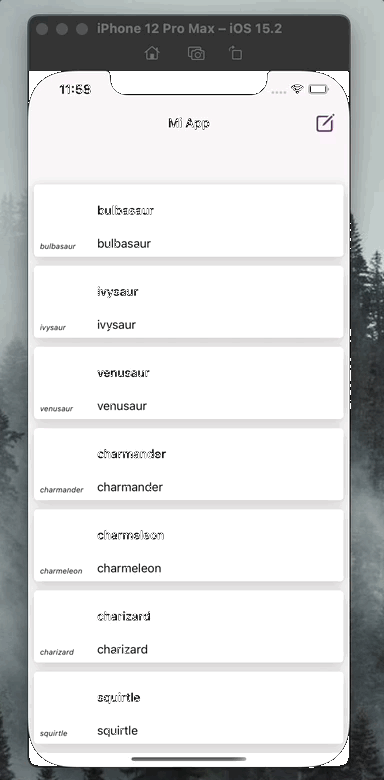 iPhone 12 Pro Max – iOS 15.2
11:58
Mi App
bulbasaur
bulbasaur
bulbasaur
ivysaur
ivysaur
ivysaur
venusaur
venusaur
venusaur
charmander
charmander
charmander
charmeleon
charmeleon
charmeleon
charizard
charizard
charizard
squirtle
squirtle
squirtle